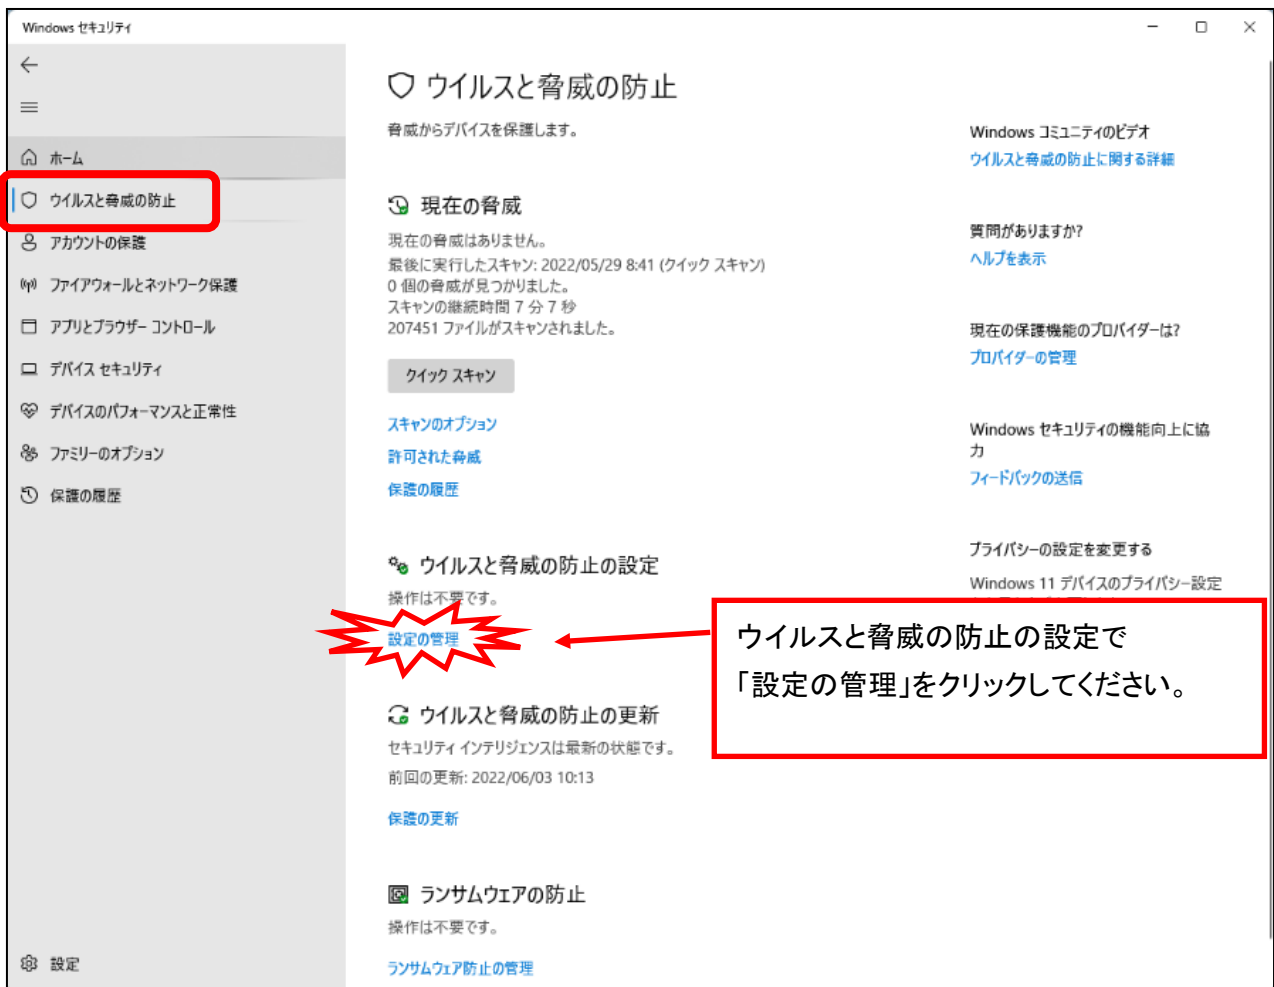 Windows セキュリティ
ホーム
ウイルスと脅威の防止
アカウントの保護
ファイアウォールとネットワーク保護
アプリとブラウザー コントロール
デバイス セキュリティ
デバイスのパフォーマンスと正常性
ファミリーのオプション
保護の履歴
設定
ウイルスと脅威の防止
脅威からデバイスを保護します。
現在の脅威
現在の脅威はありません。
最後に実行したスキャン: 2022/05/29 8:41 (クイック スキャン)
0 個の脅威が見つかりました。
スキャンの継続時間 7 分 7 秒
207451 ファイルがスキャンされました。
クイック スキャン
スキャンのオプション
許可された脅威
保護の履歴
ウイルスと脅威の防止の設定
操作は不要です。
設定の管理
ウイルスと脅威の防止の更新
セキュリティ インテリジェンスは最新の状態です。
前回の更新: 2022/06/03 10:13
保護の更新
ランサムウェアの防止
操作は不要です。
ランサムウェア防止の管理
Windows コミュニティのビデオ
ウイルスと脅威の防止に関する詳細
質問がありますか?
ヘルプを表示
現在の保護機能のプロバイダーは?
プロバイダーの管理
Windows セキュリティの機能向上に協
力
フィードバックの送信
プライバシーの設定を変更する
Windows 11 デバイスのプライバシー設定
ウイルスと脅威の防止の設定で
「設定の管理」をクリックしてください。